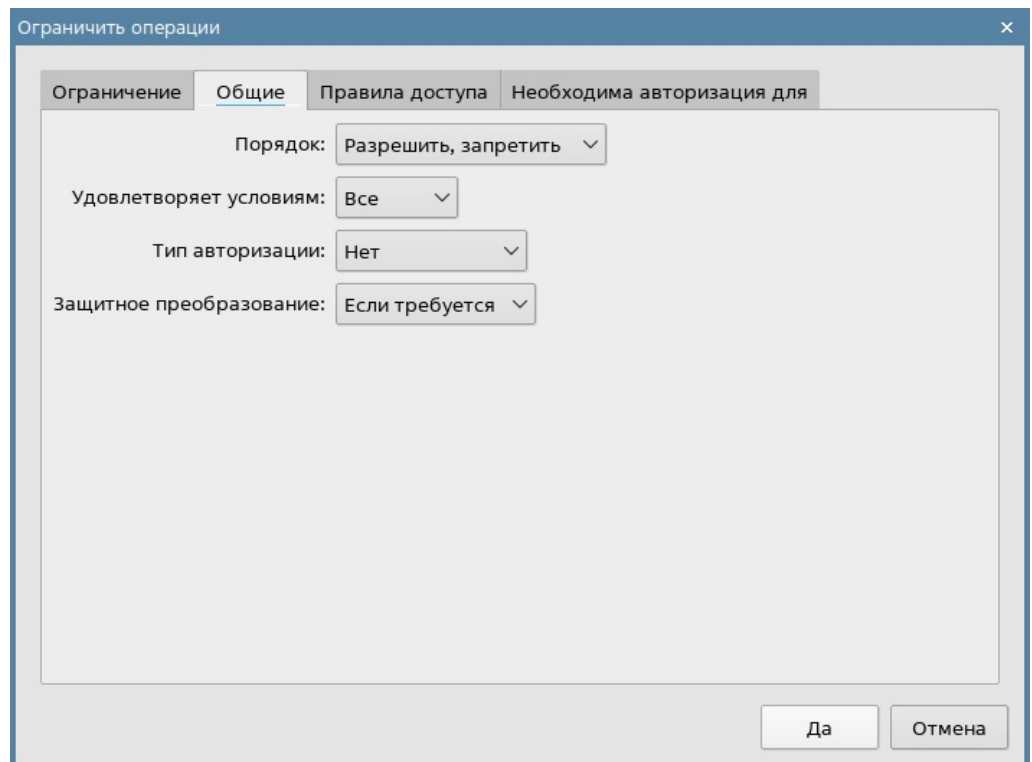 Ограничить операции
Ограничение Общие Правила доступа Необходима авторизация для
Порядок: Разрешить, запретить
Удовлетворяет условиям: Все
Тип авторизации: Нет
Защитное преобразование: Если требуется
Да Отмена